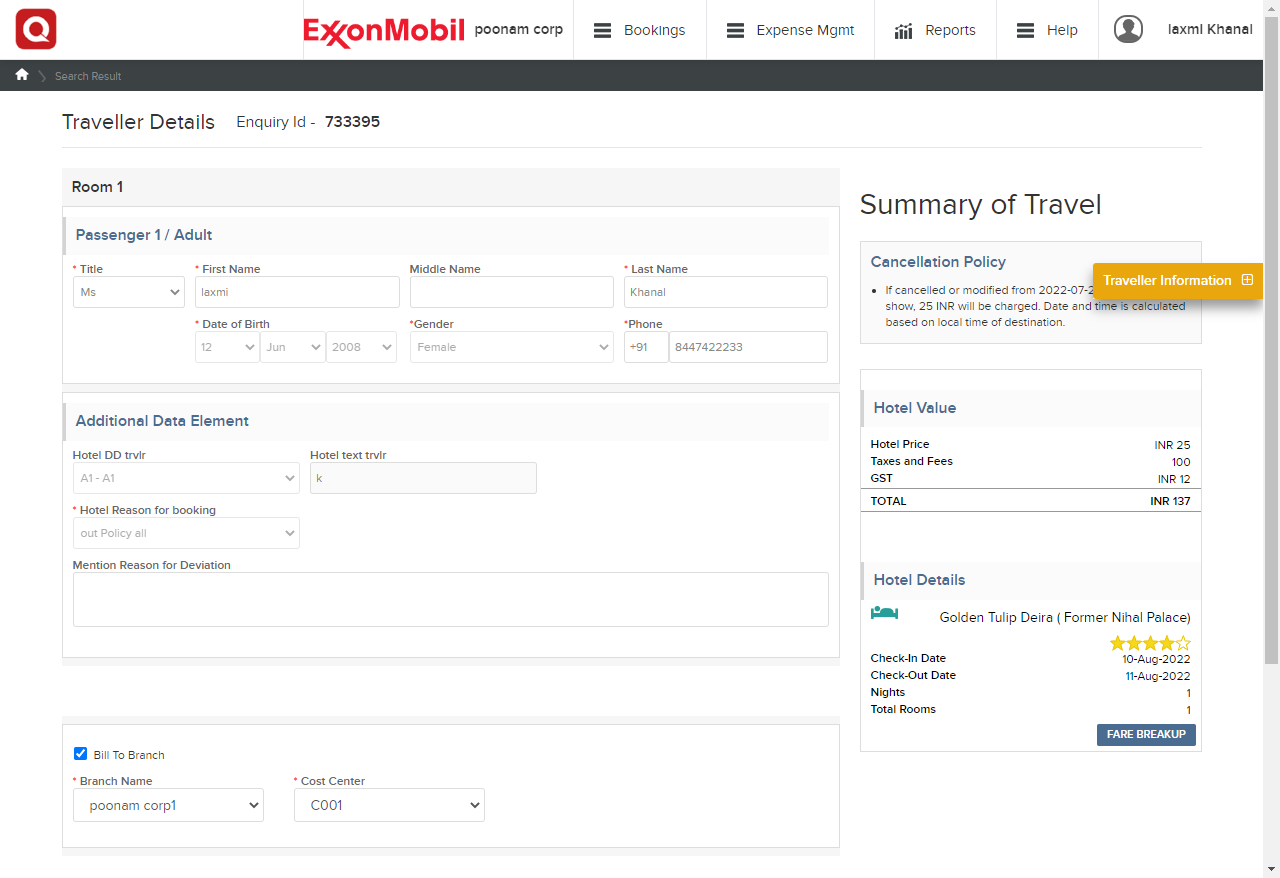 Q
ExxonMobil poonam corp Bookings Expense Mgmt Reports Help laxmi Khanal
Search Result
Traveller Details Enquiry Id - 733395
Room 1
Passenger 1 / Adult
* Title * First Name Middle Name * Last Name
Ms laxmi Khanal
* Date of Birth *Gender *Phone
12 Jun 2008 Female +91 8447422233
Additional Data Element
Hotel DD trvlr Hotel text trvlr
A1 - A1 k
* Hotel Reason for booking
out Policy all
Mention Reason for Deviation
Bill To Branch
* Branch Name * Cost Center
poonam corp1 C001
Summary of Travel
Cancellation Policy
If cancelled or modified from 2022-07-2
show, 25 INR will be charged. Date and time is calculated
based on local time of destination.
Traveller Information
Hotel Value
Hotel Price INR 25
Taxes and Fees 100
GST INR 12
TOTAL INR 137
Hotel Details
Golden Tulip Deira ( Former Nihal Palace)
Check-In Date 10-Aug-2022
Check-Out Date 11-Aug-2022
Nights 1
Total Rooms 1
FARE BREAKUP